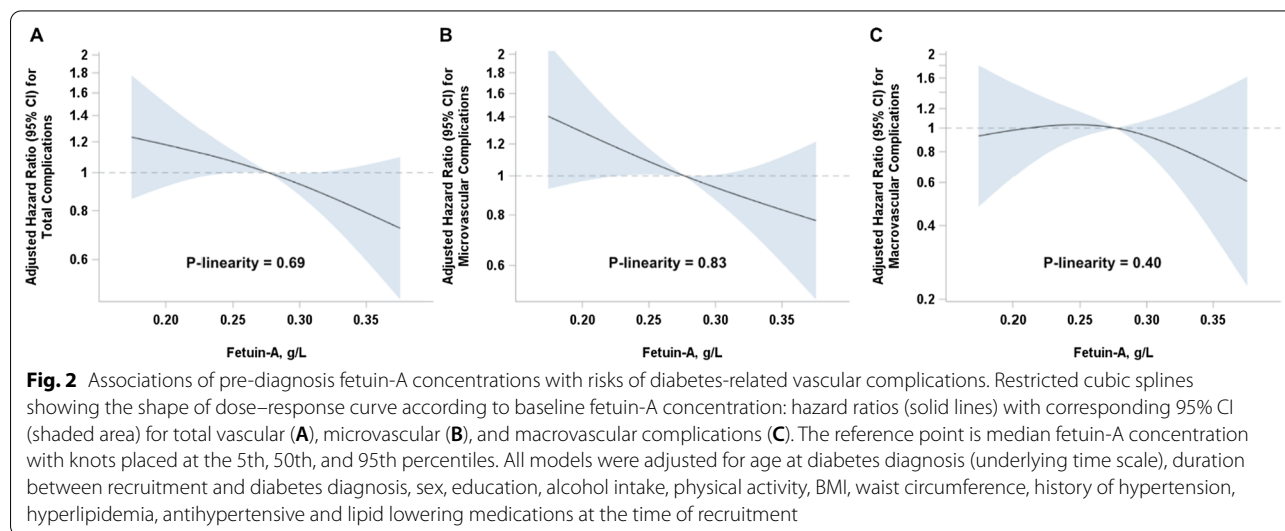 A
Adjusted Hazard Ratio (95% CI) for
Total Complications
2
1.8
1.6
1.4
1.2
1
0.8
0.6
P-linearity = 0.69
0.20
0.25
0.30
0.35
Fetuin-A, g/L
B
Adjusted Hazard Ratio (95% CI) for
Microvascular Complications
2
1.8
1.6
1.4
1.2
1
0.8
0.6
P-linearity = 0.83
0.20
0.25
0.30
0.35
Fetuin-A, g/L
C
Adjusted Hazard Ratio (95% CI) for
Macrovascular Complications
2
1.6
1.2
1
0.8
0.6
0.4
0.2
P-linearity = 0.40
0.20
0.25
0.30
0.35
Fetuin-A, g/L
Fig. 2 Associations of pre-diagnosis fetuin-A concentrations with risks of diabetes-related vascular complications. Restricted cubic splines
showing the shape of dose–response curve according to baseline fetuin-A concentration: hazard ratios (solid lines) with corresponding 95% CI
(shaded area) for total vascular (A), microvascular (B), and macrovascular complications (C). The reference point is median fetuin-A concentration
with knots placed at the 5th, 50th, and 95th percentiles. All models were adjusted for age at diabetes diagnosis (underlying time scale), duration
between recruitment and diabetes diagnosis, sex, education, alcohol intake, physical activity, BMI, waist circumference, history of hypertension,
hyperlipidemia, antihypertensive and lipid lowering medications at the time of recruitment